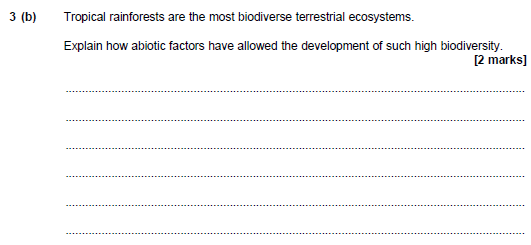 3 (b) Tropical rainforests are the most biodiverse terrestrial ecosystems.
Explain how abiotic factors have allowed the development of such high biodiversity.
[2 marks]